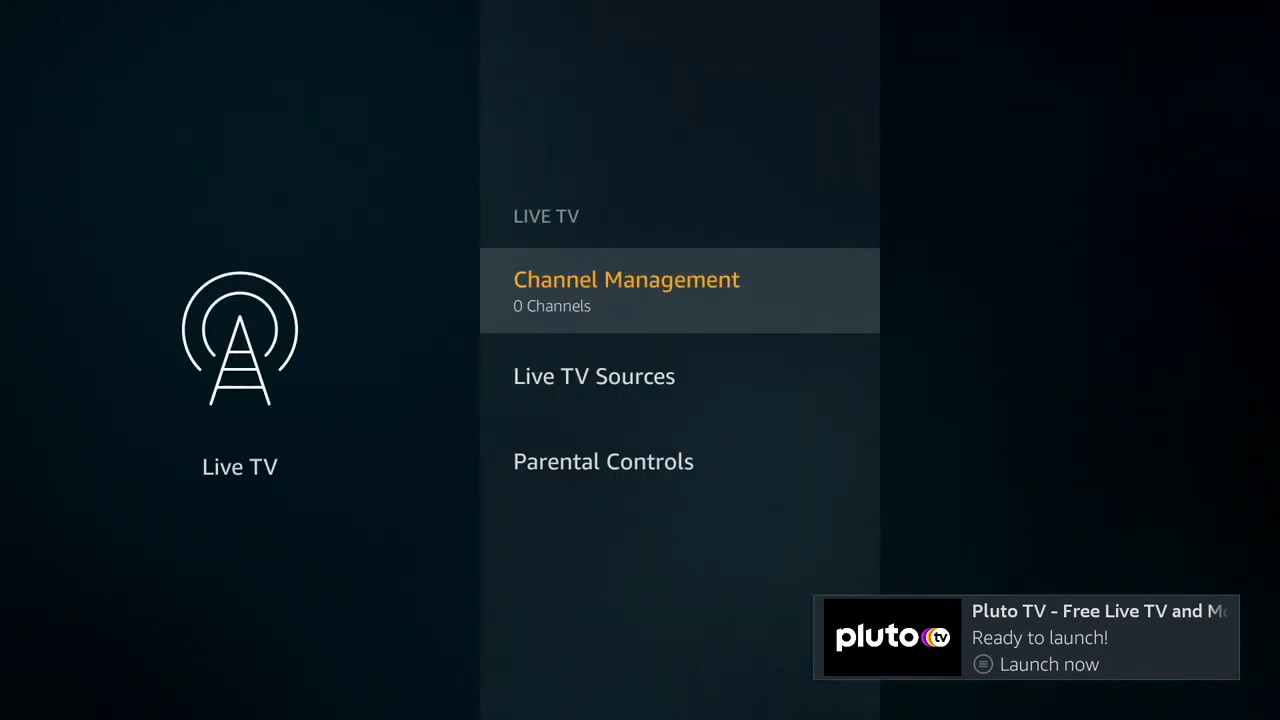 LIVE TV
Channel Management
0 Channels
Live TV Sources
Parental Controls
Live TV
pluto tv
Pluto TV - Free Live TV and Mo
Ready to launch!
Launch now